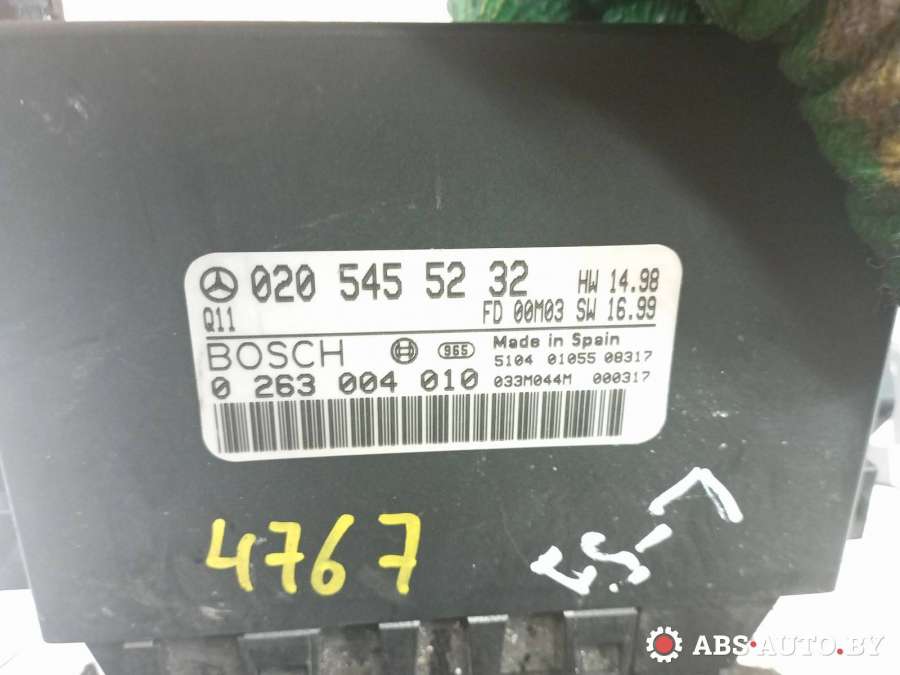 020 545 52 32 HW 14.98
Q11 FD 00M03 SW 16.99
BOSCH 965 Made in Spain
5104 01055 08317
0 263 004 010 033M044M 000317
4767
ABS-AUTO.BY